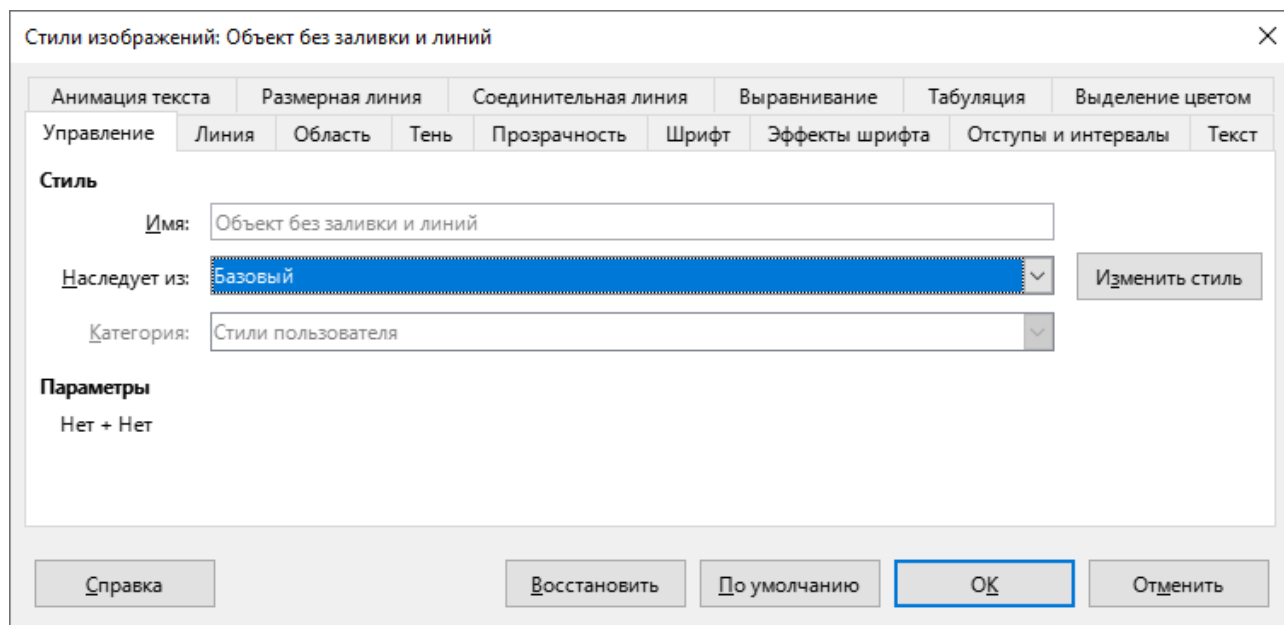 Стили изображений: Объект без заливки и линий
Анимация текста Размерная линия Соединительная линия Выравнивание Табуляция Выделение цветом
Управление Линия Область Тень Прозрачность Шрифт Эффекты шрифта Отступы и интервалы Текст
Стиль
Имя: Объект без заливки и линий
Наследует из: Базовый Изменить стиль
Категория: Стили пользователя
Параметры
Нет + Нет
Справка Восстановить По умолчанию ОК Отменить